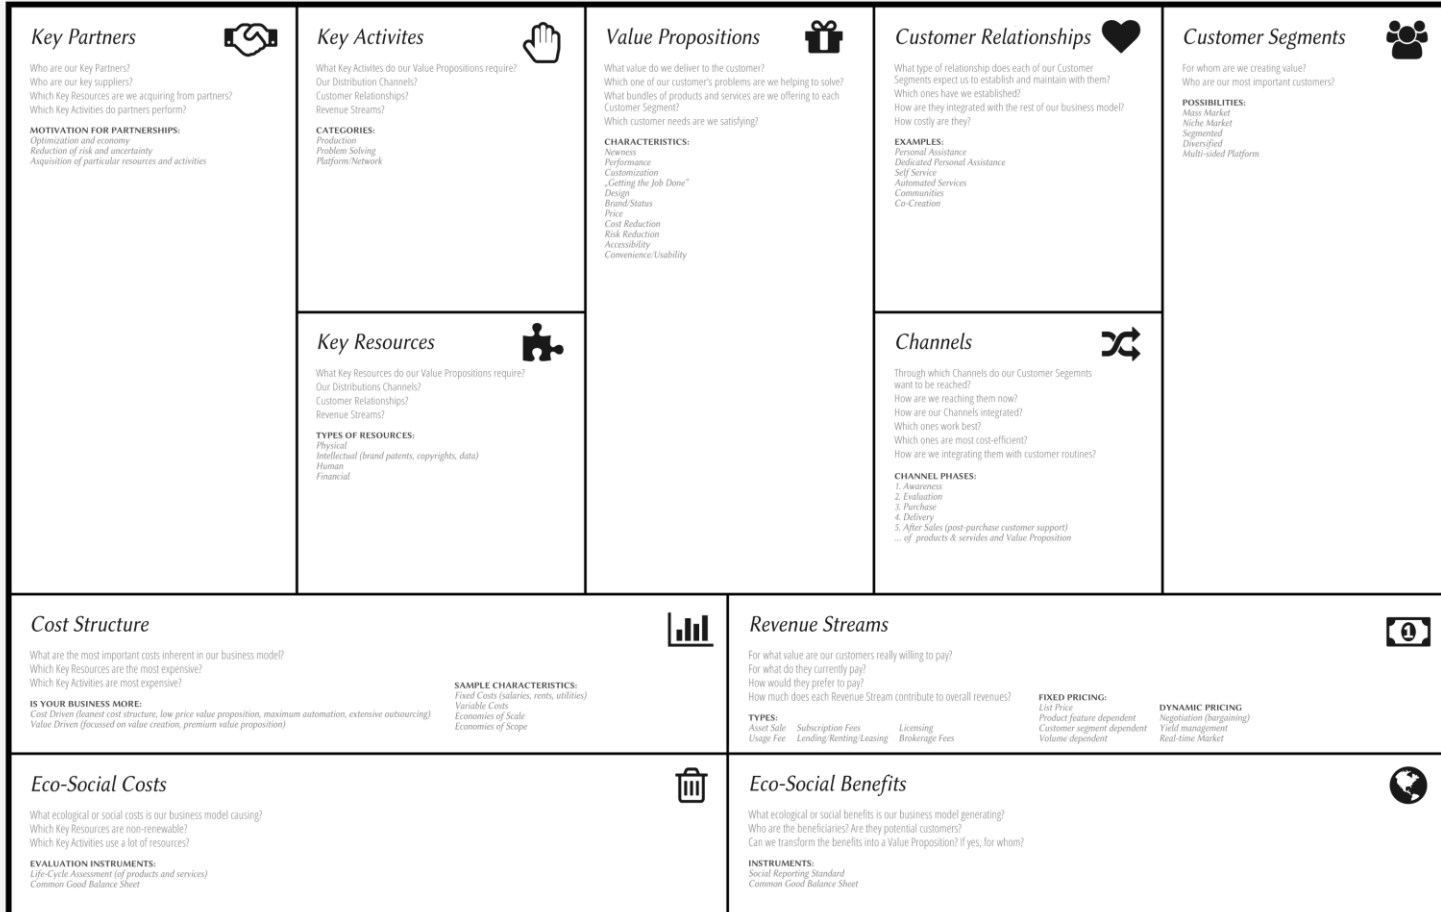 Key Partners
Who are our Key Partners?
Who are our key suppliers?
Which Key Resources are we acquiring from partners?
Which Key Activities do partners perform?
MOTIVATION FOR PARTNERSHIPS:
Optimization and economy
Reduction of risk and uncertainty
Asquisition of particular resources and activities
Key Activites
What Key Activites do our Value Propositions require?
Our Distribution Channels?
Customer Relationships?
Revenue Streams?
CATEGORIES:
Production
Problem Solving
Platform/Network
Key Resources
What Key Resources do our Value Propositions require?
Our Distributions Channels?
Customer Relationships?
Revenue Streams?
TYPES OF RESOURCES:
Physical
Intellectual (brand patents, copyrights, data)
Human
Financial
Value Propositions
What value do we deliver to the customer?
Which one of our customer's problems are we helping to solve?
What bundles of products and services are we offering to each
Customer Segment?
Which customer needs are we satisfying?
CHARACTERISTICS:
Newness
Performance
Customization
„Getting the Job Done"
Design
Brand/Status
Price
Cost Reduction
Risk Reduction
Accessibility
Convenience/Usability
Customer Relationships
What type of relationship does each of our Customer
Segments expect us to establish and maintain with them?
Which ones have we established?
How are they integrated with the rest of our business model?
How costly are they?
EXAMPLES:
Personal Assistance
Dedicated Personal Assistance
Self Service
Automated Services
Communities
Co-Creation
Channels
Through which Channels do our Customer Segemnts
want to be reached?
How are we reaching them now?
How are our Channels integrated?
Which ones work best?
Which ones are most cost-efficient?
How are we integrating them with customer routines?
CHANNEL PHASES:
1. Awareness
2. Evaluation
3. Purchase
4. Delivery
5. After Sales (post-purchase customer support)
... of products & servides and Value Proposition
Customer Segments
For whom are we creating value?
Who are our most important customers?
POSSIBILITIES:
Mass Market
Niche Market
Segmented
Diversified
Multi-sided Platform
Cost Structure
What are the most important costs inherent in our business model?
Which Key Resources are the most expensive?
Which Key Activities are most expensive?
IS YOUR BUSINESS MORE:
Cost Driven (leanest cost structure, low price value proposition, maximum automation, extensive outsourcing)
Value Driven (focussed on value creation, premium value proposition)
SAMPLE CHARACTERISTICS:
Fixed Costs (salaries, rents, utilities)
Variable Costs
Economies of Scale
Economies of Scope
Revenue Streams
1
For what value are our customers really willing to pay?
For what do they currently pay?
How would they prefer to pay?
How much does each Revenue Stream contribute to overall revenues?
TYPES:
Asset Sale Subscription Fees Licensing
Usage Fee Lending/Renting/Leasing Brokerage Fees
FIXED PRICING:
List Price
Product feature dependent
Customer segment dependent
Volume dependent
DYNAMIC PRICING
Negotiation (bargaining)
Yield management
Real-time Market
Eco-Social Costs
What ecological or social costs is our business model causing?
Which Key Resources are non-renewable?
Which Key Activities use a lot of resources?
EVALUATION INSTRUMENTS:
Life-Cycle Assessment (of products and services)
Common Good Balance Sheet
Eco-Social Benefits
What ecological or social benefits is our business model generating?
Who are the beneficiaries? Are they potential customers?
Can we transform the benefits into a Value Proposition? If yes, for whom?
INSTRUMENTS:
Social Reporting Standard
Common Good Balance Sheet